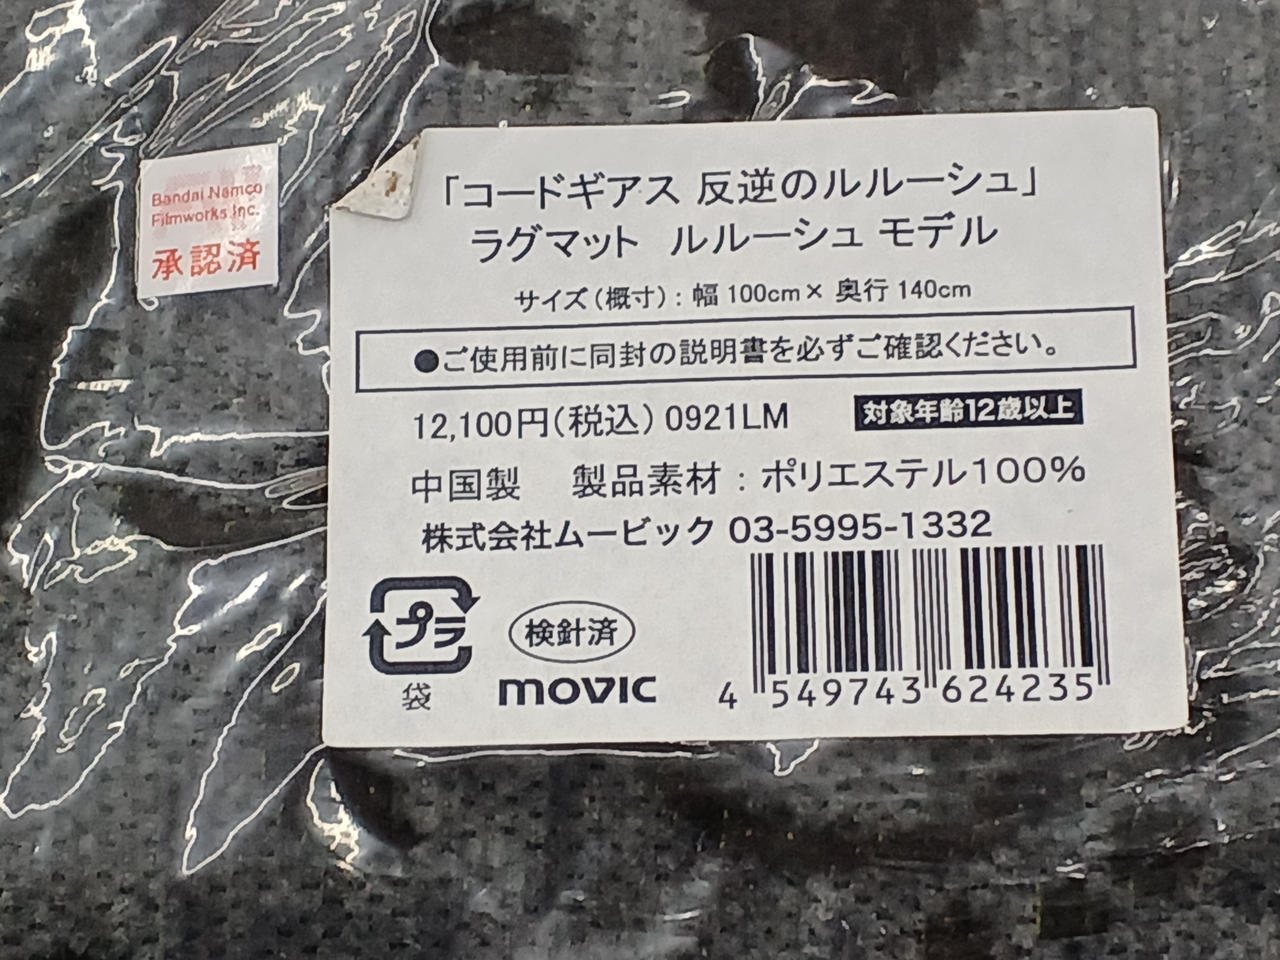 Bandai Namco
Filmworks Inc.
承認済
「コードギアス 反逆のルルーシュ」
ラグマット ルルーシュ モデル
サイズ(概寸):幅 100cm× 奥行 140cm
●ご使用前に同封の説明書を必ずご確認ください。
12,100円(税込) 0921LM
対象年齢12歳以上
中国製 製品素材:ポリエステル100%
株式会社ムービック 03-5995-1332
プラ
袋
検針済
movic
4 549743 624235